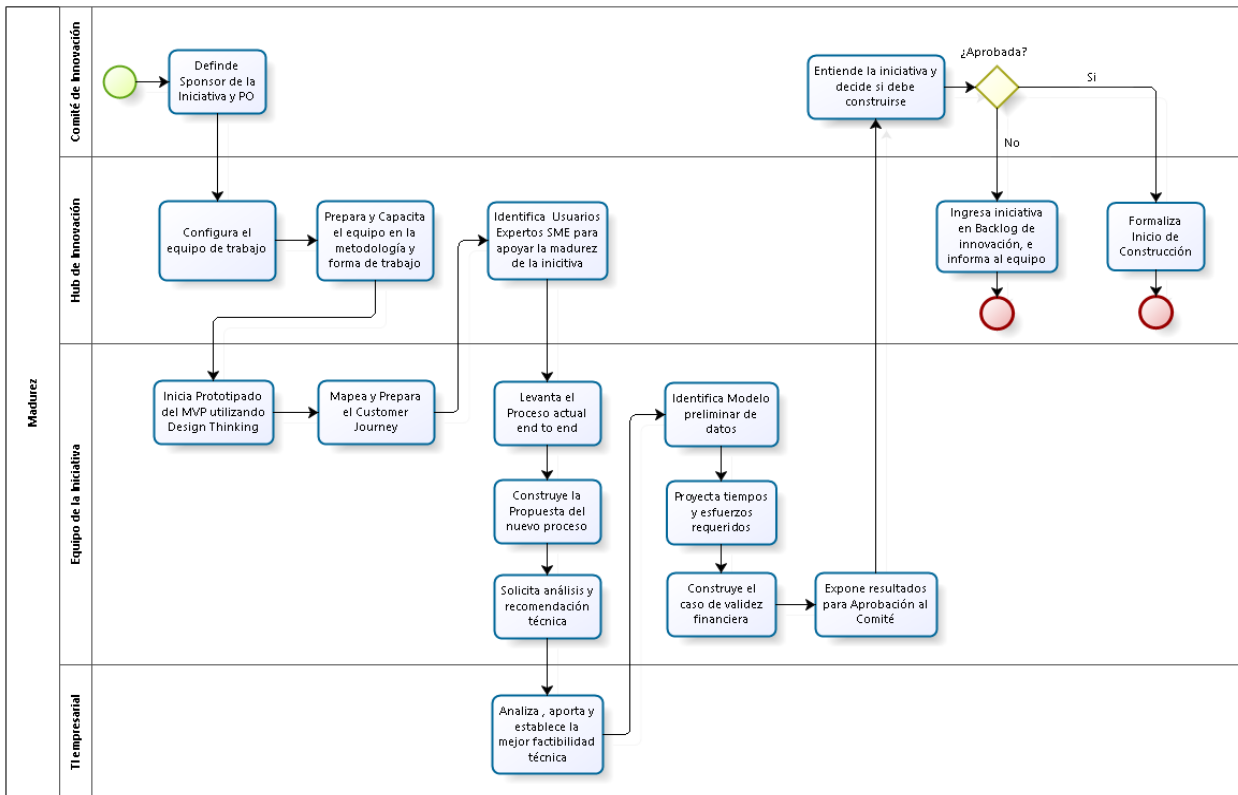 Madurez
Comité de Innovación
Definde
Sponsor de la
Iniciativa y PO
Entiende la iniciativa y
decide si debe
construirse
¿Aprobada?
Si
No
Hub de Innovación
Configura el
equipo de trabajo
Prepara y Capacita
el equipo en la
metodología y
forma de trabajo
Identifica Usuarios
Expertos SME para
apoyar la madurez
de la inicitiva
Ingresa iniciativa
en Backlog de
innovación, e
informa al equipo
Formaliza
Inicio de
Construcción
Equipo de la Iniciativa
Inicia Prototipado
del MVP utilizando
Design Thinking
Mapea y Prepara
el Customer
Journey
Levanta el
Proceso actual
end to end
Construye la
Propuesta del
nuevo proceso
Solicita análisis y
recomendación
técnica
Identifica Modelo
preliminar de
datos
Proyecta tiempos
y esfuerzos
requeridos
Construye el
caso de validez
financiera
Expone resultados
para Aprobación al
Comité
TI empresarial
Analiza , aporta y
establece la
mejor factibilidad
técnica